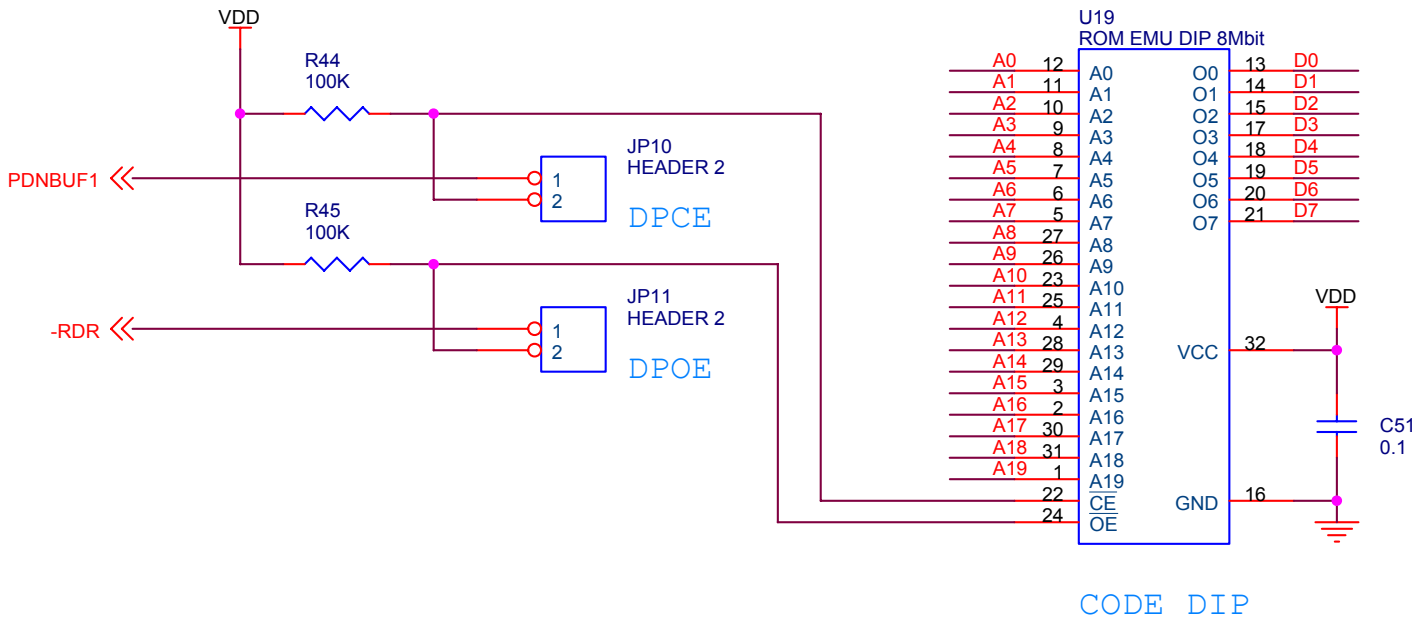 VDD
R44
100K
PDNBUF1
JP10
HEADER 2
1
2
DPCE
R45
100K
-RDR
JP11
HEADER 2
1
2
DPOE
U19
ROM EMU DIP 8Mbit
A0 12 A0 O0 13 D0
A1 11 A1 O1 14 D1
A2 10 A2 O2 15 D2
A3 9 A3 O3 17 D3
A4 8 A4 O4 18 D4
A5 7 A5 O5 19 D5
A6 6 A6 O6 20 D6
A7 5 A7 O7 21 D7
A8 27 A8
A9 26 A9
A10 23 A10
A11 25 A11
A12 4 A12
A13 28 A13 VCC 32
A14 29 A14
A15 3 A15
A16 2 A16
A17 30 A17
A18 31 A18
A19 1 A19
22 CE GND 16
24 OE
VDD
C51
0.1
CODE DIP